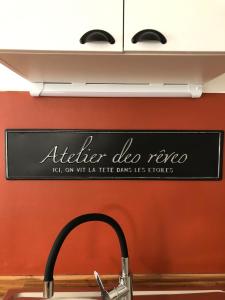 Atelier des rêves
ICI, ON VIT LA TETE DANS LES ETOILES